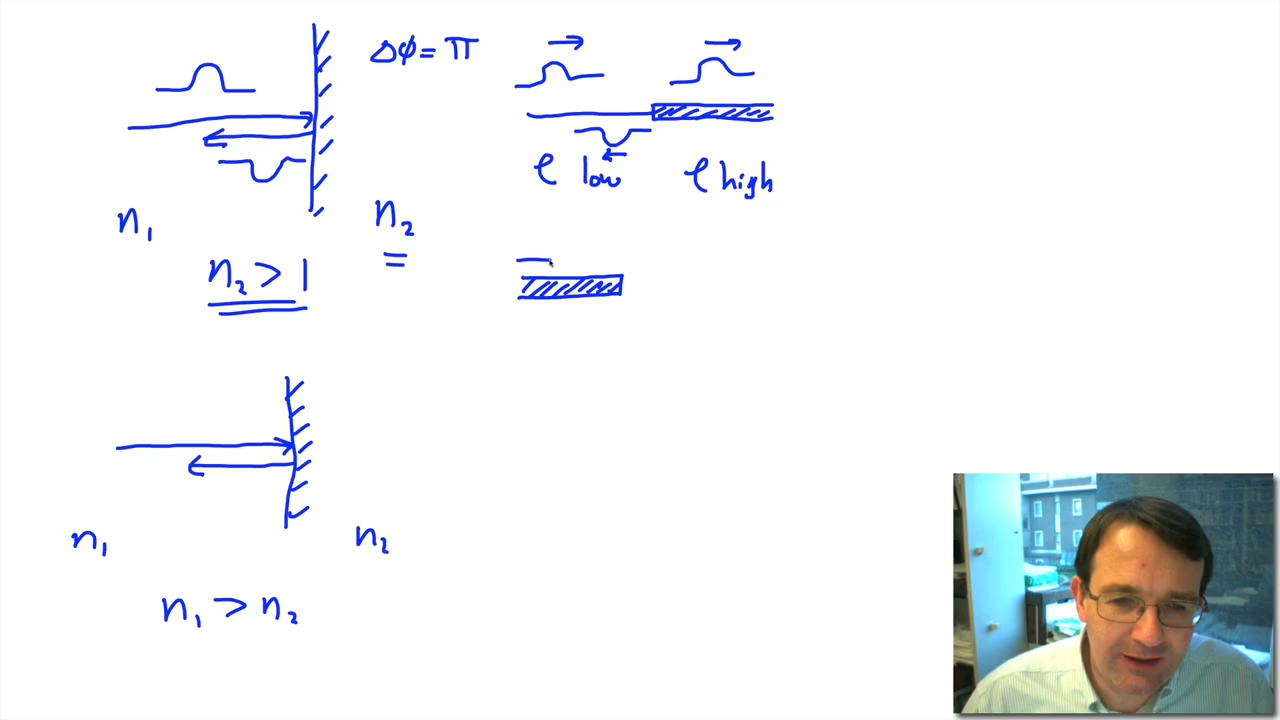 Δφ = π
ℓ low
ℓ high
n₁
n₂
n₂ > 1
=
n₁
n₂
n₁ > n₂